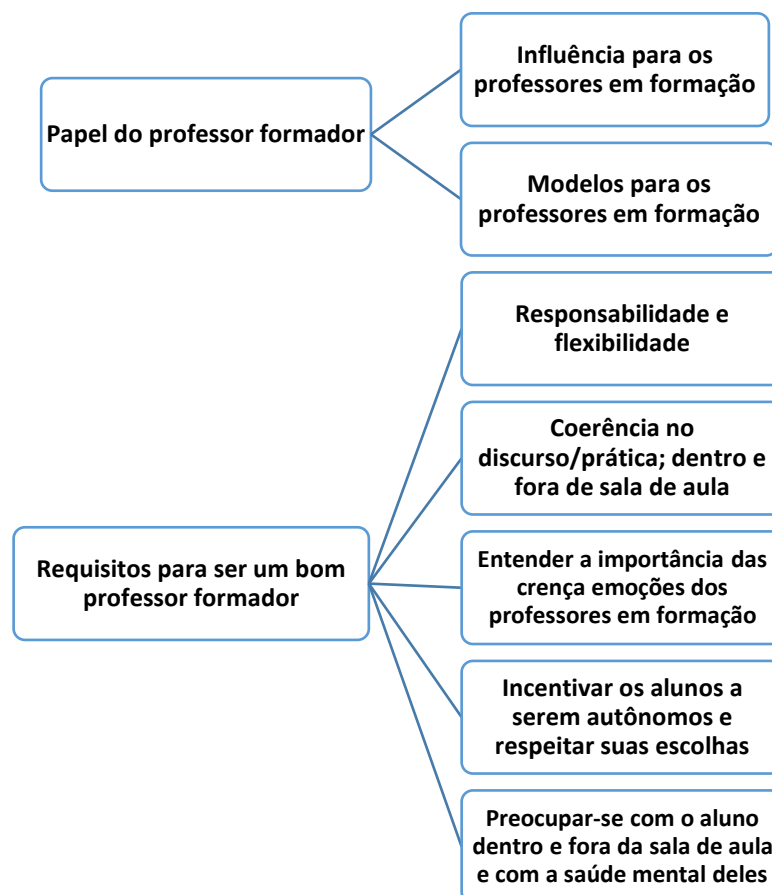 Papel do professor formador
Influência para os
professores em formação
Modelos para os
professores em formação
Requisitos para ser um bom
professor formador
Responsabilidade e
flexibilidade
Coerência no
discurso/prática; dentro e
fora de sala de aula
Entender a importância das
crença emoções dos
professores em formação
Incentivar os alunos a
serem autônomos e
respeitar suas escolhas
Preocupar-se com o aluno
dentro e fora da sala de aula
e com a saúde mental deles